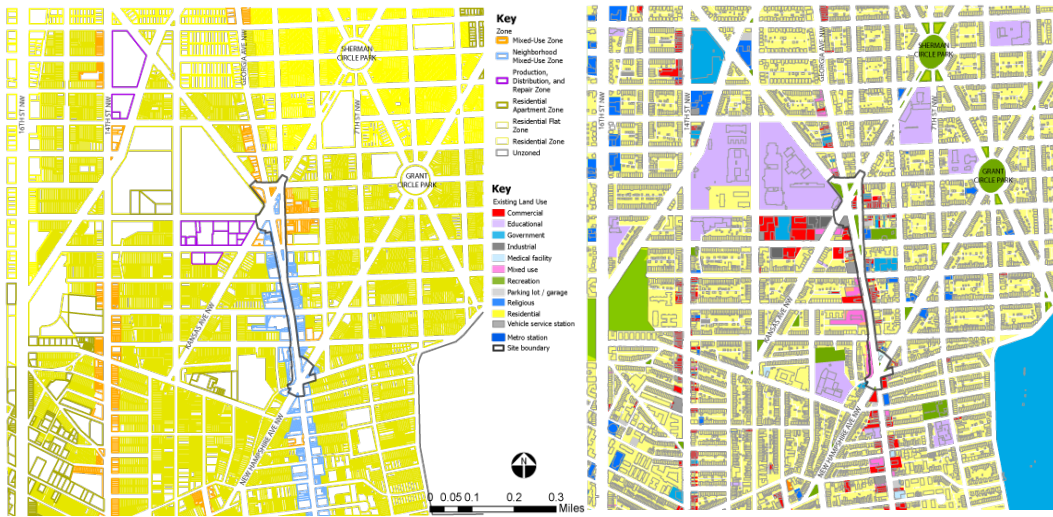 16TH ST NW
14TH ST NW
GEORGIA AVE NW
SHERMAN
CIRCLE PARK
7TH ST NW
GRANT
CIRCLE PARK
KANSAS AVE NW
NEW HAMPSHIRE AVE NW
Key
Zone
Mixed-Use Zone
Neighborhood
Mixed-Use Zone
Production,
Distribution, and
Repair Zone
Residential
Apartment Zone
Residential Flat
Zone
Residential Zone
Unzoned
Key
Existing Land Use
Commercial
Educational
Government
Industrial
Medical facility
Mixed use
Recreation
Parking lot / garage
Religious
Residential
Vehicle service station
Metro station
Site boundary
N
0 0.05 0.1 0.2 0.3
Miles
16TH ST NW
14TH ST NW
GEORGIA AVE NW
SHERMAN
CIRCLE PARK
7TH ST NW
GRANT
CIRCLE PARK
KANSAS AVE NW
NEW HAMPSHIRE AVE NW